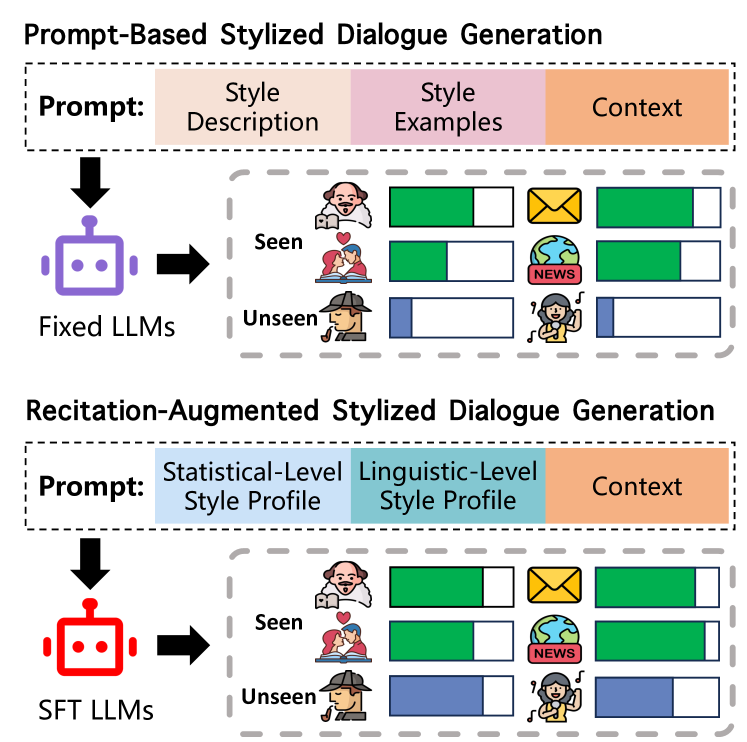 Prompt-Based Stylized Dialogue Generation
Prompt:
Style
Description
Style
Examples
Context
Seen
NEWS
Unseen
Fixed LLMs
Recitation-Augmented Stylized Dialogue Generation
Prompt:
Statistical-Level
Style Profile
Linguistic-Level
Style Profile
Context
Seen
NEWS
Unseen
SFT LLMs